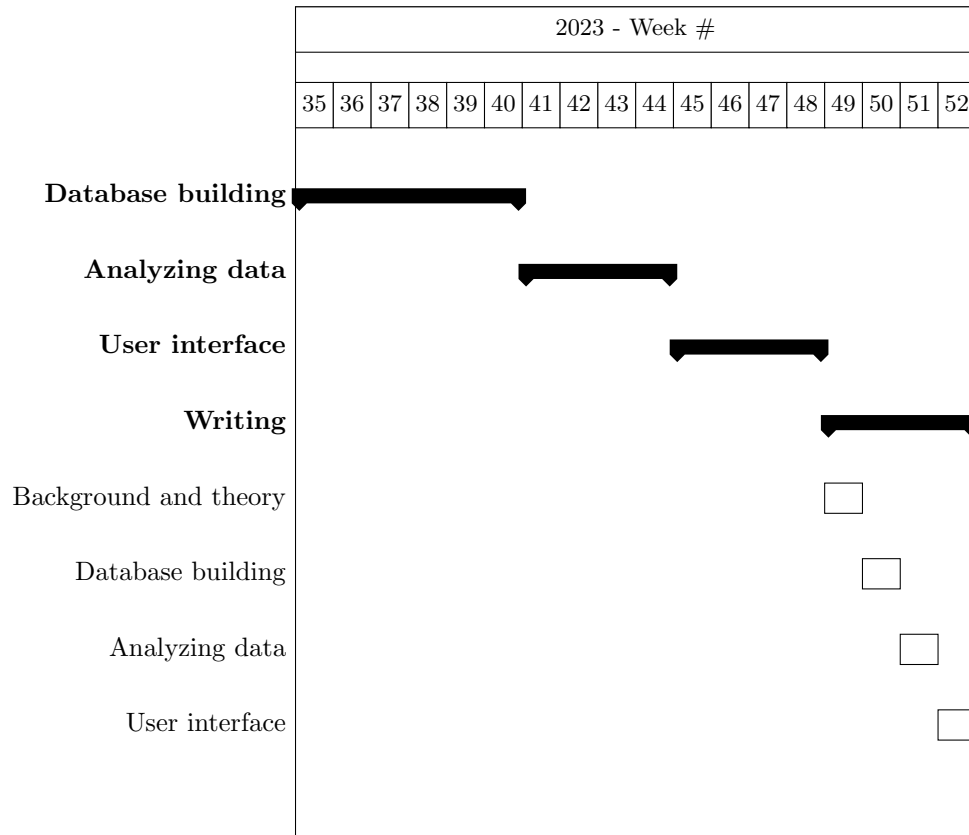 2023 - Week #
35 36 37 38 39 40 41 42 43 44 45 46 47 48 49 50 51 52
Database building
Analyzing data
User interface
Writing
Background and theory
Database building
Analyzing data
User interface